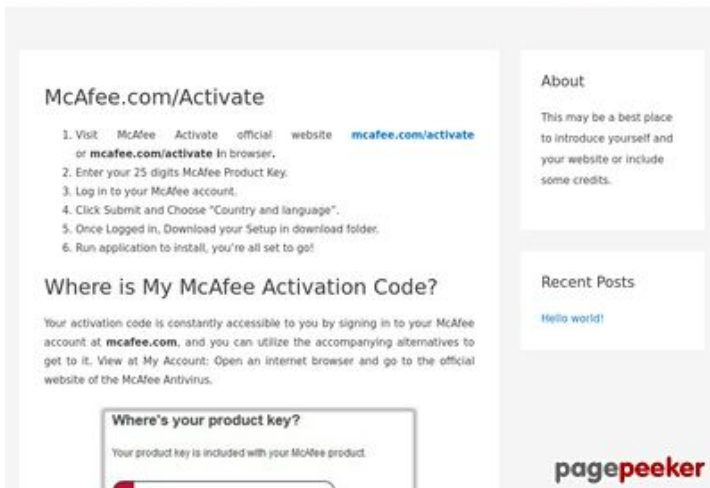 McAfee.com/Activate
1. Visit McAfee Activate official website mcafee.com/activate
or mcafee.com/activate in browser.
2. Enter your 25 digits McAfee Product Key.
3. Log in to your McAfee account.
4. Click Submit and Choose "Country and language".
5. Once Logged in, Download your Setup in download folder.
6. Run application to install, you're all set to go!
Where is My McAfee Activation Code?
Your activation code is constantly accessible to you by signing in to your McAfee
account at mcafee.com, and you can utilize the accompanying alternatives to
get to it. View at My Account: Open an internet browser and go to the official
website of the McAfee Antivirus.
Where's your product key?
Your product key is included with your McAfee product.
About
This may be a best place
to introduce yourself and
your website or include
some credits.
Recent Posts
Hello world!
pagepeeker